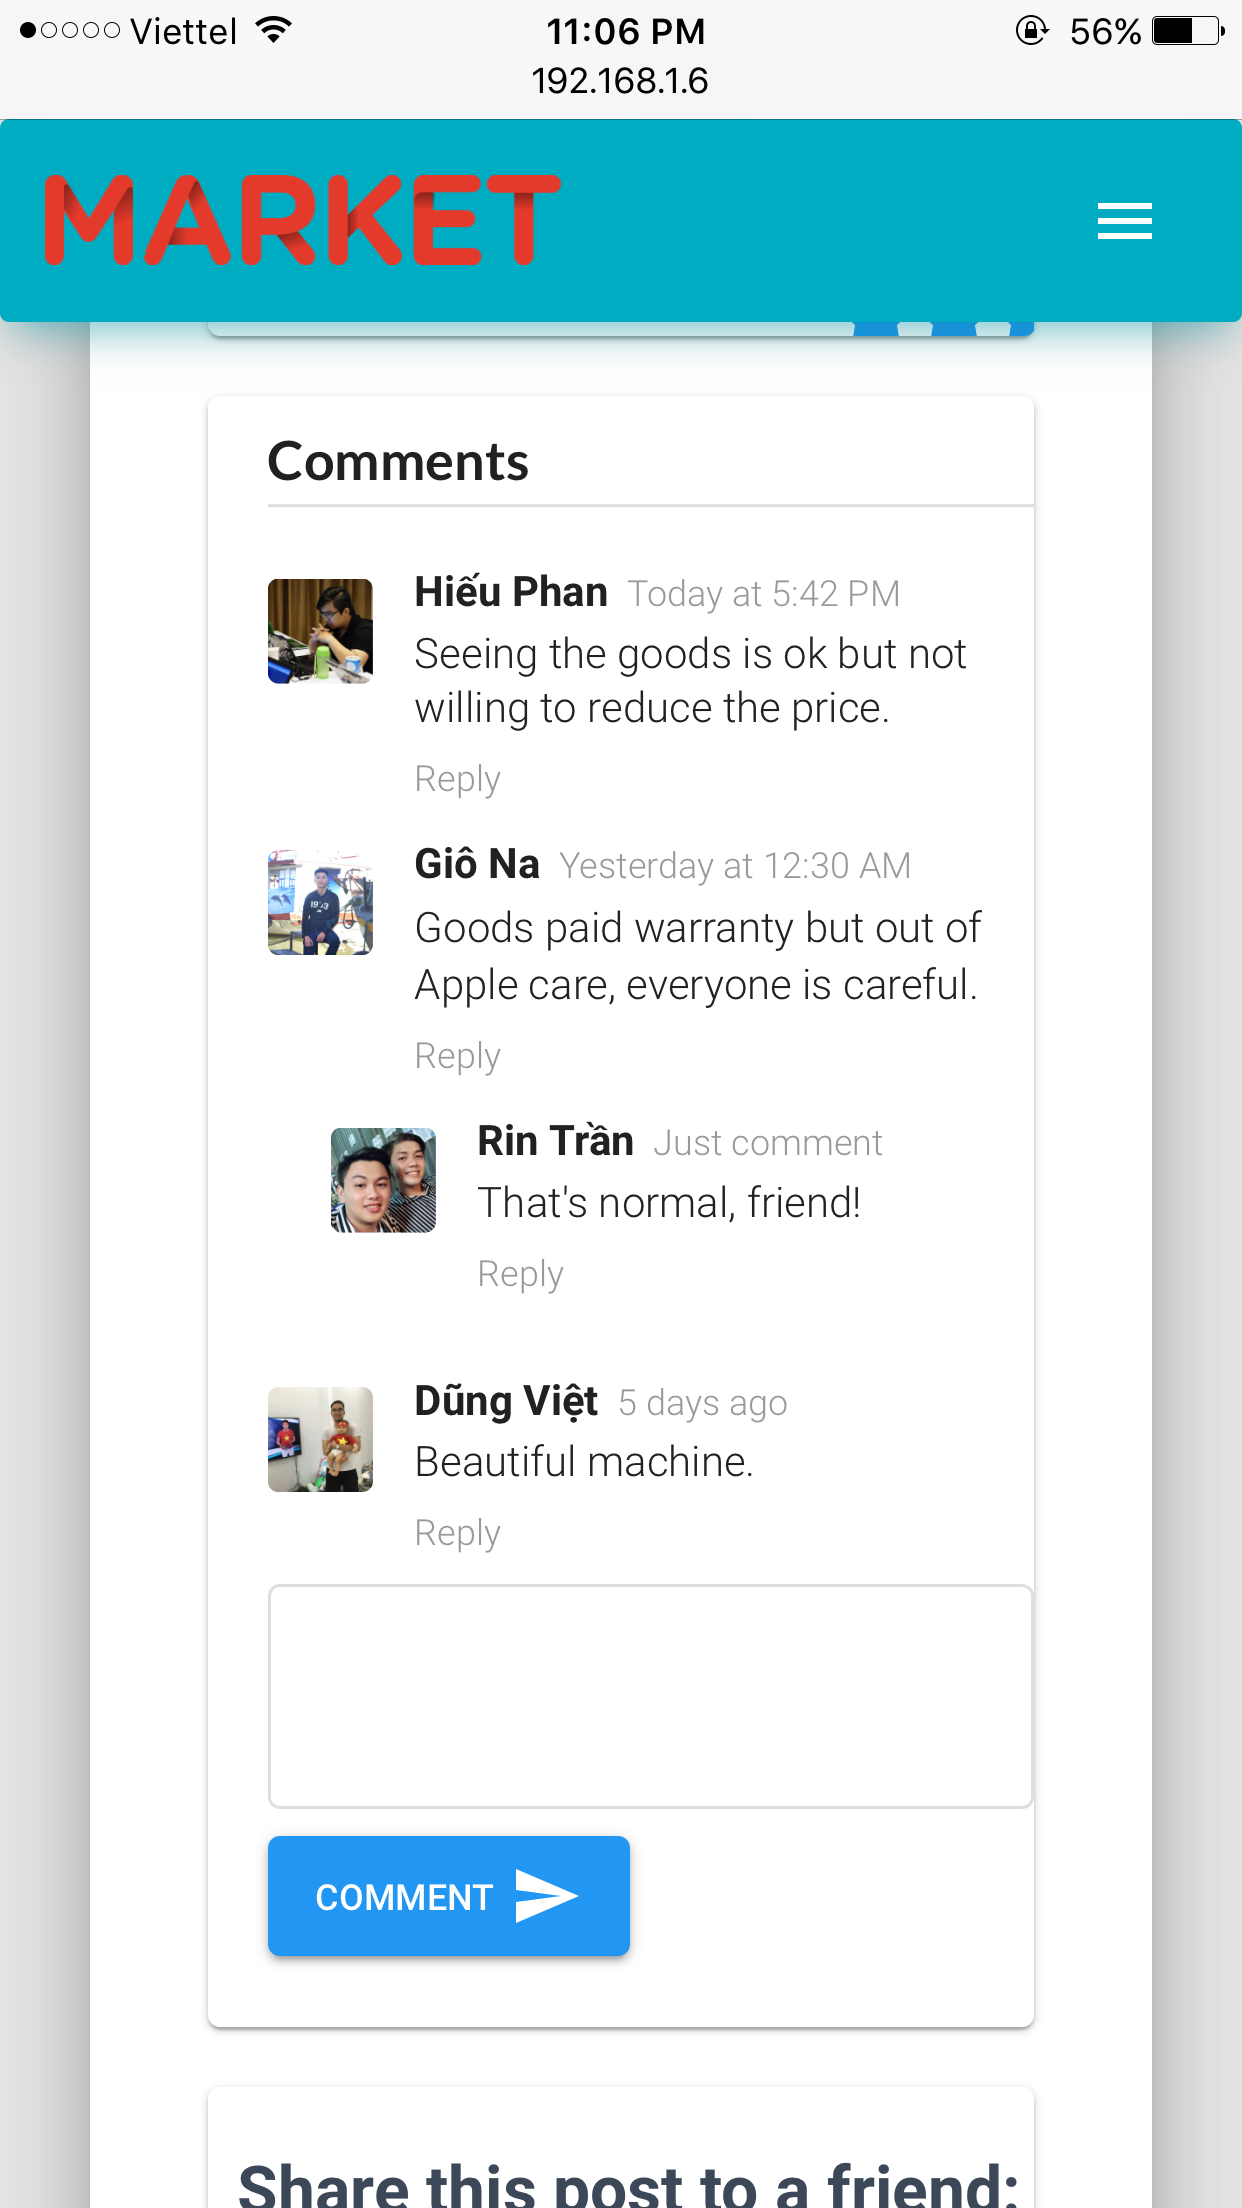 Viettel 11:06 PM 56%
192.168.1.6
MARKET
Comments
Hiếu Phan Today at 5:42 PM
Seeing the goods is ok but not
willing to reduce the price.
Reply
Giô Na Yesterday at 12:30 AM
Goods paid warranty but out of
Apple care, everyone is careful.
Reply
Rin Trần Just comment
That's normal, friend!
Reply
Dũng Việt 5 days ago
Beautiful machine.
Reply
COMMENT
Share this post to a friend: